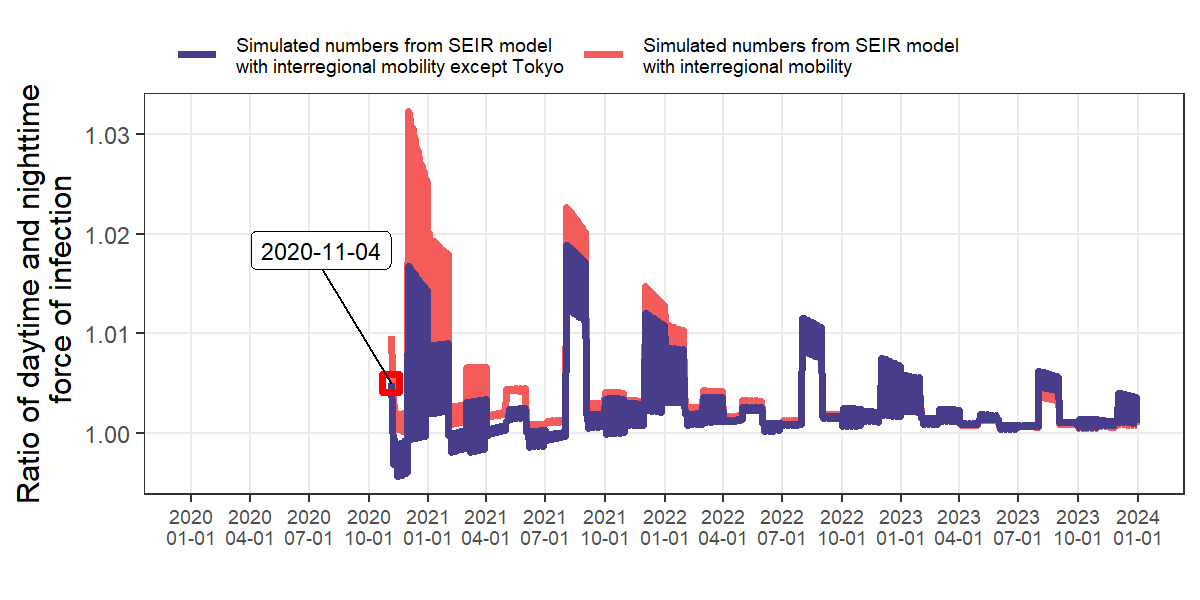 Simulated numbers from SEIR model
with interregional mobility except Tokyo
Simulated numbers from SEIR model
with interregional mobility
Ratio of daytime and nighttime
force of infection
1.03
1.02
1.01
1.00
2020-11-04
2020 2020 2020 2020 2021 2021 2021 2021 2022 2022 2022 2022 2023 2023 2023 2023 2024
01-01 04-01 07-01 10-01 01-01 04-01 07-01 10-01 01-01 04-01 07-01 10-01 01-01 04-01 07-01 10-01 01-01